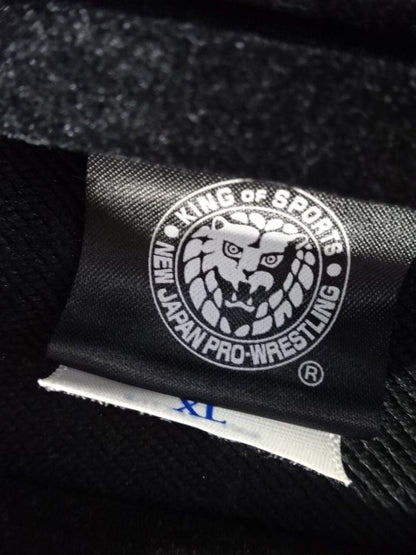 KING OF SPORTS
NEW JAPAN PRO-WRESTLING
®
XL